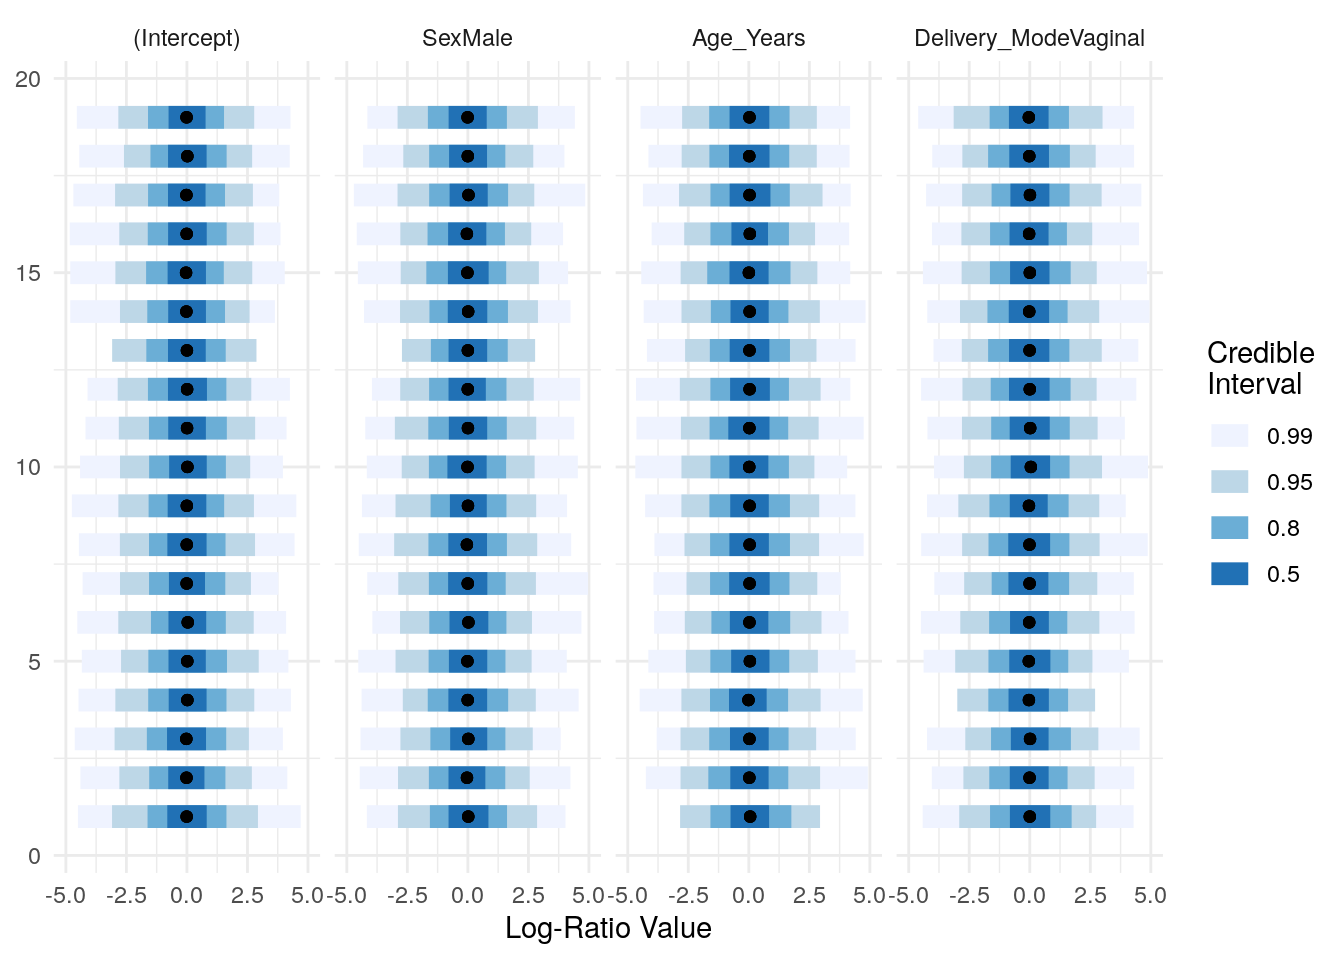 (Intercept) SexMale Age_Years Delivery_ModeVaginal
20
15
10
5
0
-5.0 -2.5 0.0 2.5 5.0 -5.0 -2.5 0.0 2.5 5.0 -5.0 -2.5 0.0 2.5 5.0 -5.0 -2.5 0.0 2.5 5.0
Log-Ratio Value
Credible
Interval
0.99
0.95
0.8
0.5